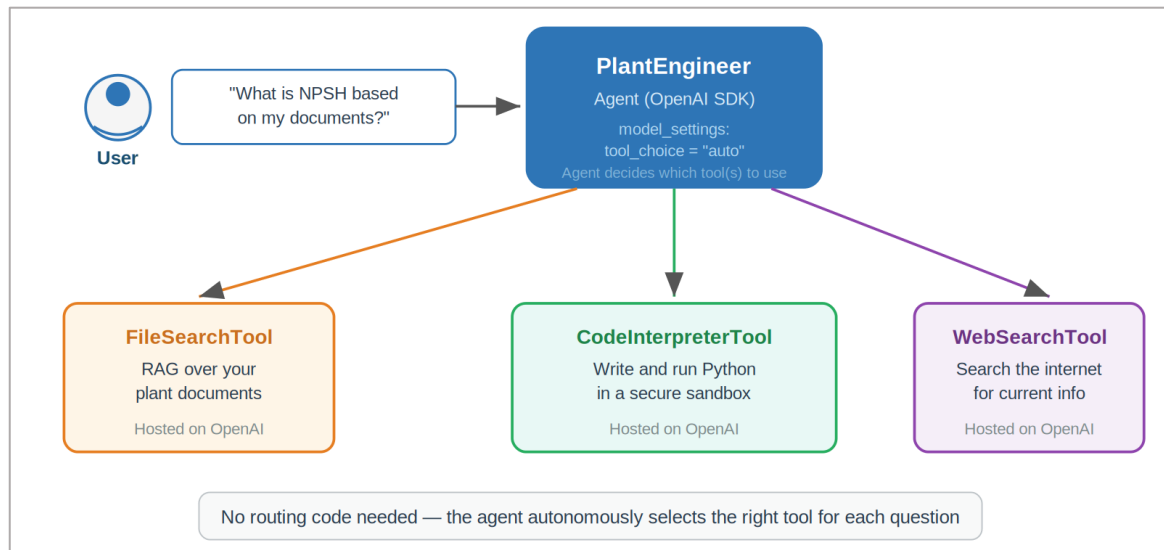 "What is NPSH based
on my documents?"
User
PlantEngineer
Agent (OpenAI SDK)
model_settings:
tool_choice = "auto"
Agent decides which tool(s) to use
FileSearchTool
RAG over your
plant documents
Hosted on OpenAI
CodeInterpreterTool
Write and run Python
in a secure sandbox
Hosted on OpenAI
WebSearchTool
Search the internet
for current info
Hosted on OpenAI
No routing code needed — the agent autonomously selects the right tool for each question